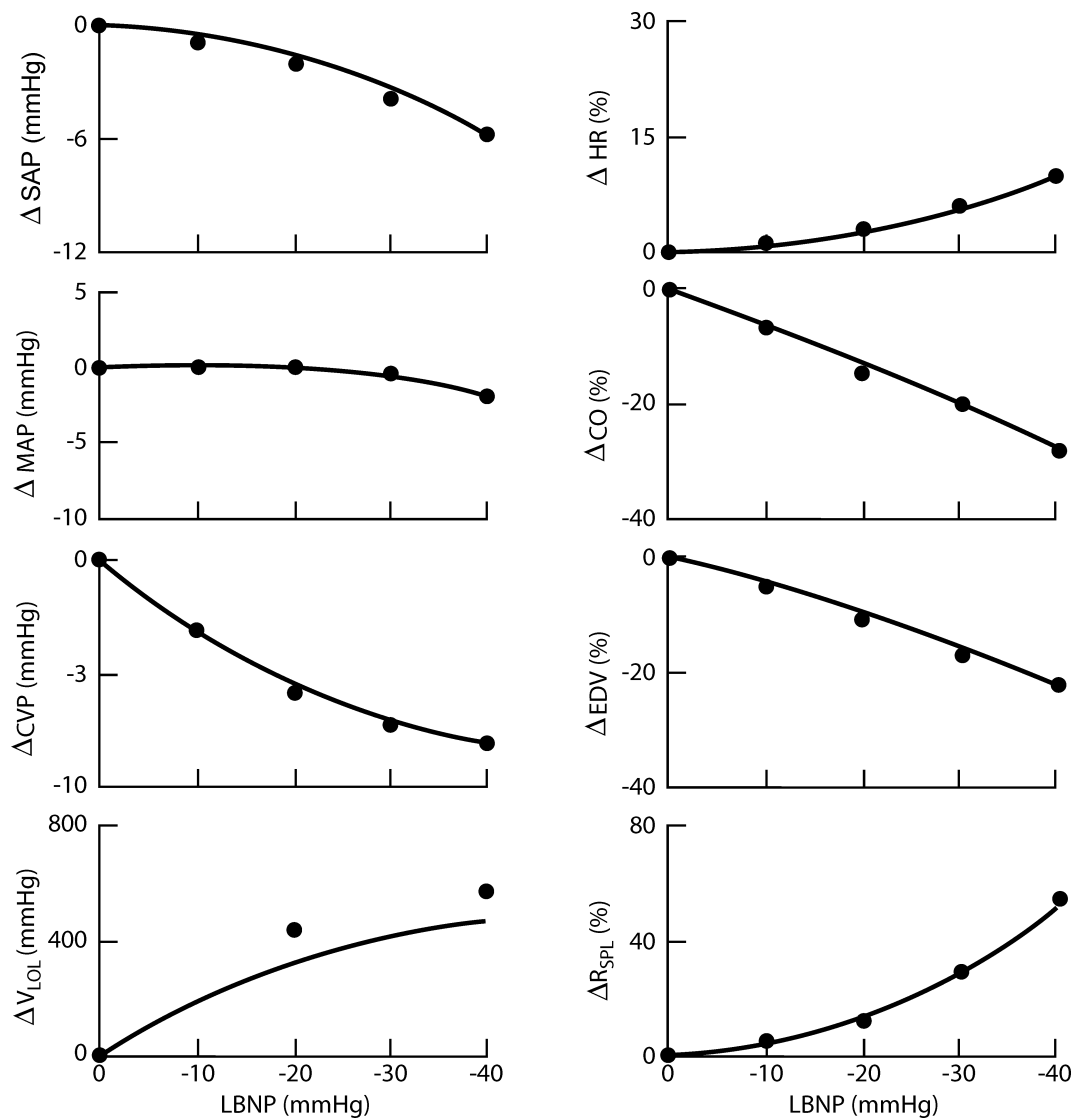 Δ SAP (mmHg)
0
-6
-12
Δ HR (%)
30
15
0
Δ MAP (mmHg)
5
0
-5
-10
ΔCO (%)
0
-20
-40
ΔCVP (mmHg)
0
-3
-10
ΔEDV (%)
0
-20
-40
ΔV_LOL (mmHg)
800
400
0
0 -10 -20 -30 -40
LBNP (mmHg)
ΔR_SPL (%)
80
40
0
0 -10 -20 -30 -40
LBNP (mmHg)